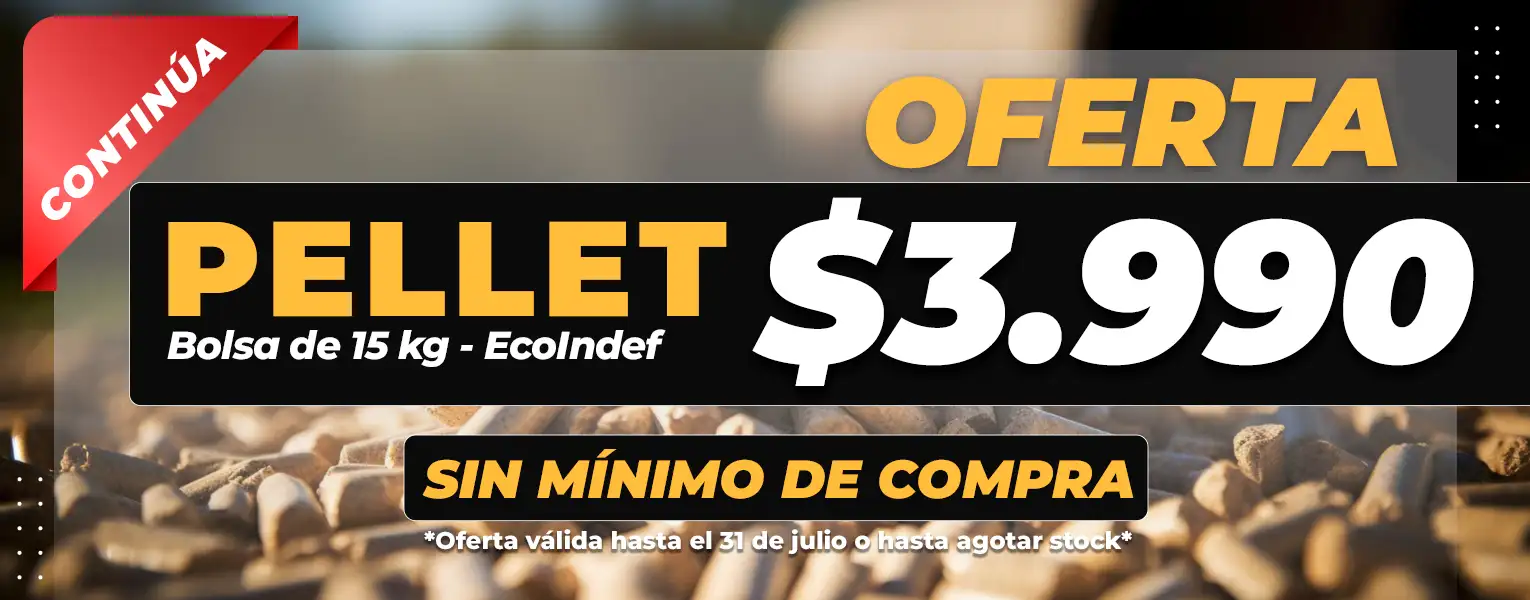 CONTINÚA
OFERTA
PELLET
$3.990
Bolsa de 15 kg - EcoIndef
SIN MÍNIMO DE COMPRA
*Oferta válida hasta el 31 de julio o hasta agotar stock*